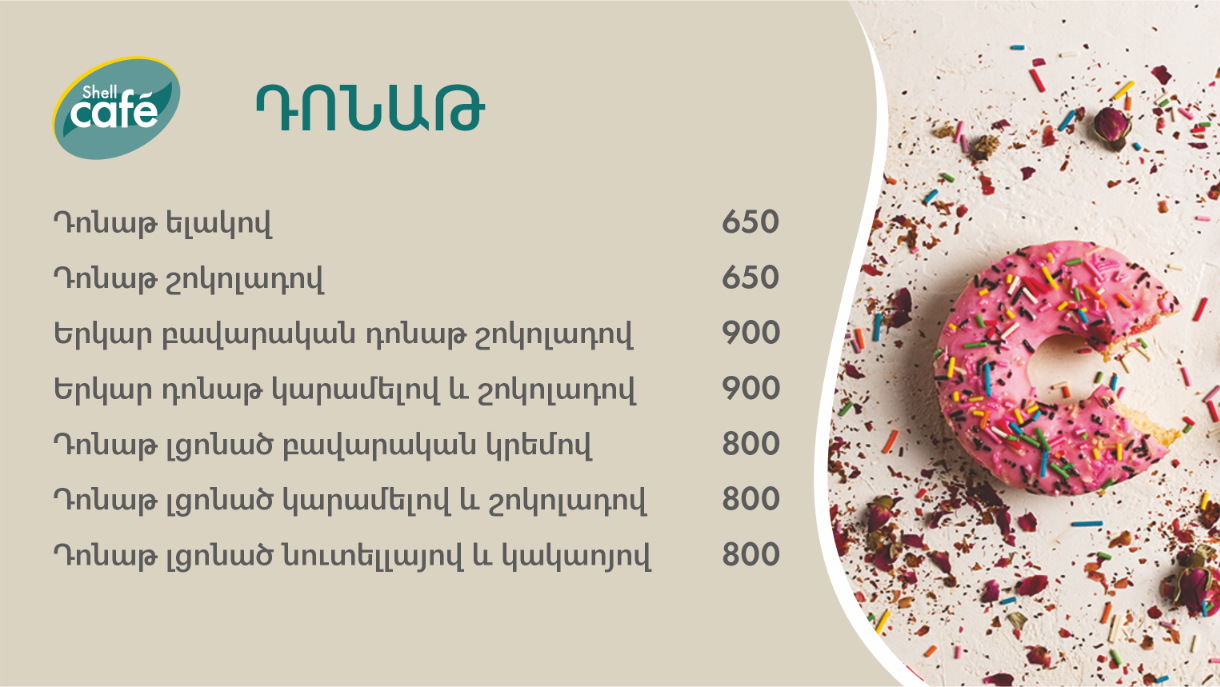 Shell
café
ԴՈՆԱԹ
Դոնաթ ելակով 650
Դոնաթ շոկոլադով 650
Երկար բավարական դոնաթ շոկոլադով 900
Երկար դոնաթ կարամելով և շոկոլադով 900
Դոնաթ լցոնած բավարական կրեմով 800
Դոնաթ լցոնած կարամելով և շոկոլադով 800
Դոնաթ լցոնած նուտելլայով և կակաոյով 800